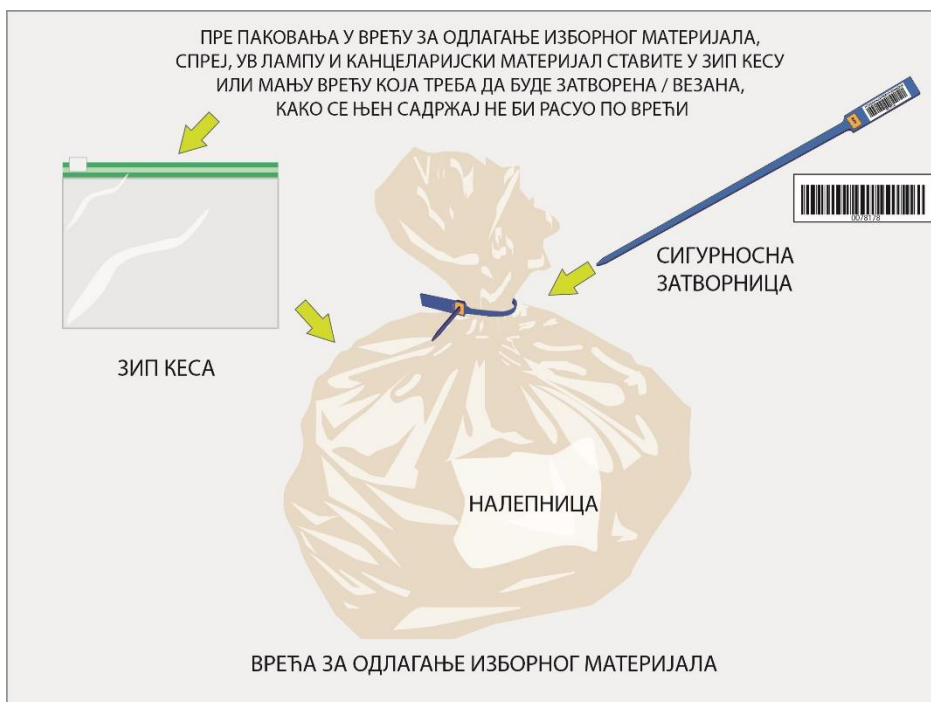 ПРЕ ПАКОВАЊА У ВРЕЋУ ЗА ОДЛАГАЊЕ ИЗБОРНОГ МАТЕРИЈАЛА,
СПРЕЈ, УВ ЛАМПУ И КАНЦЕЛАРИЈСКИ МАТЕРИЈАЛ СТАВИТЕ У ЗИП КЕСУ
ИЛИ МАЊУ ВРЕЋУ КОЈА ТРЕБА ДА БУДЕ ЗАТВОРЕНА / ВЕЗАНА,
КАКО СЕ ЊЕН САДРЖАЈ НЕ БИ РАСУО ПО ВРЕЋИ
0078178
СИГУРНОСНА
ЗАТВОРНИЦА
ЗИП КЕСА
НАЛЕПНИЦА
ВРЕЋА ЗА ОДЛАГАЊЕ ИЗБОРНОГ МАТЕРИЈАЛА